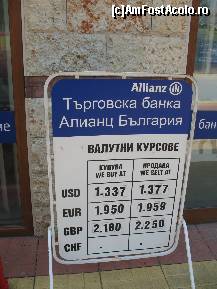 (c)AmFostAcolo.ro
Allianz
Търговска банка
Алианц България
ВАЛУТНИ КУРСОВЕ
КУПУВА ПРОДАВА
WE BUY AT WE SELL AT
USD 1.337 1.377
EUR 1.950 1.959
GBP 2.180 2.250
CHF - -